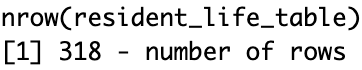 nrow(resident_life_table)
[1] 318 - number of rows